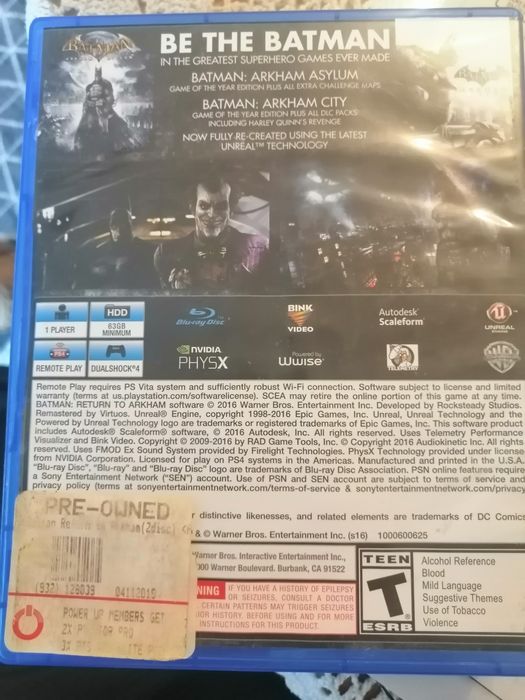 BATMAN
BE THE BATMAN
IN THE GREATEST SUPERHERO GAMES EVER MADE
BATMAN: ARKHAM ASYLUM
GAME OF THE YEAR EDITION PLUS ALL EXTRA CHALLENGE MAPS
BATMAN: ARKHAM CITY
GAME OF THE YEAR EDITION PLUS ALL DLC PACKS
INCLUDING HARLEY QUINN'S REVENGE
NOW FULLY RE-CREATED USING THE LATEST
UNREAL™ TECHNOLOGY
1 PLAYER
HDD
63GB
MINIMUM
Blu-ray Disc
BINK
VIDEO
Autodesk®
Scaleform®
UNREAL
PS4
REMOTE PLAY
DUALSHOCK®4
NVIDIA
PHYSX
Powered by
Wwise
TELEMETRY
Remote Play requires PS Vita system and sufficiently robust Wi-Fi connection. Software subject to license and limited
warranty (terms at us.playstation.com/softwarelicense). SCEA may retire the online portion of this game at any time.
BATMAN: RETURN TO ARKHAM software © 2016 Warner Bros. Entertainment Inc. Developed by Rocksteady Studios.
Remastered by Virtuos. Unreal® Engine, copyright 1998-2016 Epic Games, Inc. Unreal, Unreal Technology and the
Powered by Unreal Technology logo are trademarks or registered trademarks of Epic Games, Inc. This software product
includes Autodesk® Scaleform® software, © 2016 Autodesk, Inc. All rights reserved. Uses Telemetry Performance
Visualizer and Bink Video. Copyright © 2009-2016 by RAD Game Tools, Inc. © Copyright 2016 Audiokinetic Inc. All rights
reserved. Uses FMOD Ex Sound System provided by Firelight Technologies. PhysX Technology provided under license
from NVIDIA Corporation. Licensed for play on PS4 systems in the Americas. Manufactured and printed in the U.S.A.
"Blu-ray Disc", "Blu-ray" and "Blu-ray Disc" logo are trademarks of Blu-ray Disc Association. PSN online features require
a Sony Entertainment Network ("SEN") account. Use of PSN and SEN account are subject to terms of service and
privacy policy (terms at sonyentertainmentnetwork.com/terms-of-service & sonyentertainmentnetwork.com/privacy
r distinctive likenesses, and related elements are trademarks of DC Comics
& © Warner Bros. Entertainment Inc. (s16) 1000600625
PRE-OWNED
(2disc)
(932) 128039 04112019
POWER UP MEMBERS GET
2X P FOR PRO
Warner Bros. Interactive Entertainment Inc.,
000 Warner Boulevard. Burbank, CA 91522
NING
IF YOU HAVE A HISTORY OF EPILEPSY
OR SEIZURES, CONSULT A DOCTOR
CERTAIN PATTERNS MAY TRIGGER SEIZURES
IOR HISTORY. BEFORE USING AND FOR MORE
INSTRUCTIONS FOR THIS PRODUCT.
TEEN
T
ESRB
Alcohol Reference
Blood
Mild Language
Suggestive Themes
Use of Tobacco
Violence